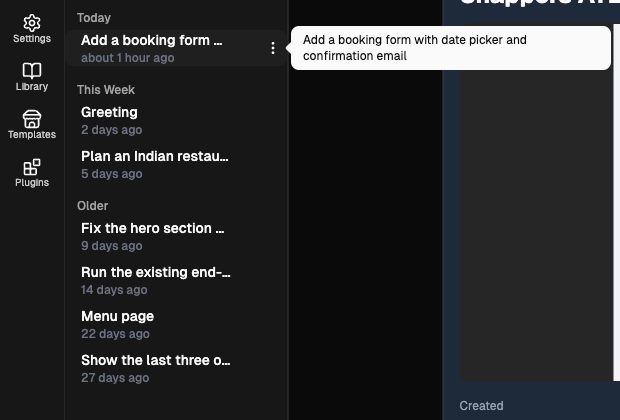 Settings
Library
Templates
Plugins
Today
Add a booking form ...
about 1 hour ago
This Week
Greeting
2 days ago
Plan an Indian restau...
5 days ago
Older
Fix the hero section ...
9 days ago
Run the existing end-...
14 days ago
Menu page
22 days ago
Show the last three o...
27 days ago
Add a booking form with date picker and
confirmation email
Created